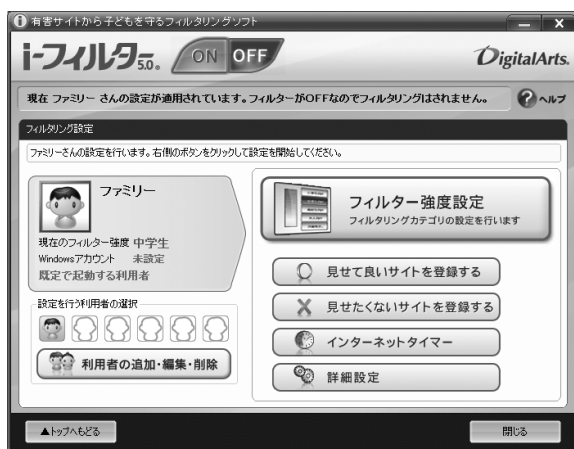 有害サイトから子どもを守るフィルタリングソフト
i-フィルター 5.0. ON OFF
DigitalArts.
現在 ファミリー さんの設定が適用されています。フィルターがOFFなのでフィルタリングはされません。
ヘルプ
フィルタリング設定
ファミリーさんの設定を行います。右側のボタンをクリックして設定を開始してください。
ファミリー
現在のフィルター強度 中学生
Windowsアカウント 未設定
既定で起動する利用者
設定を行う利用者の選択
利用者の追加・編集・削除
フィルター強度設定
フィルタリングカテゴリの設定を行います
見せて良いサイトを登録する
見せたくないサイトを登録する
インターネットタイマー
詳細設定
▲トップへもどる
閉じる